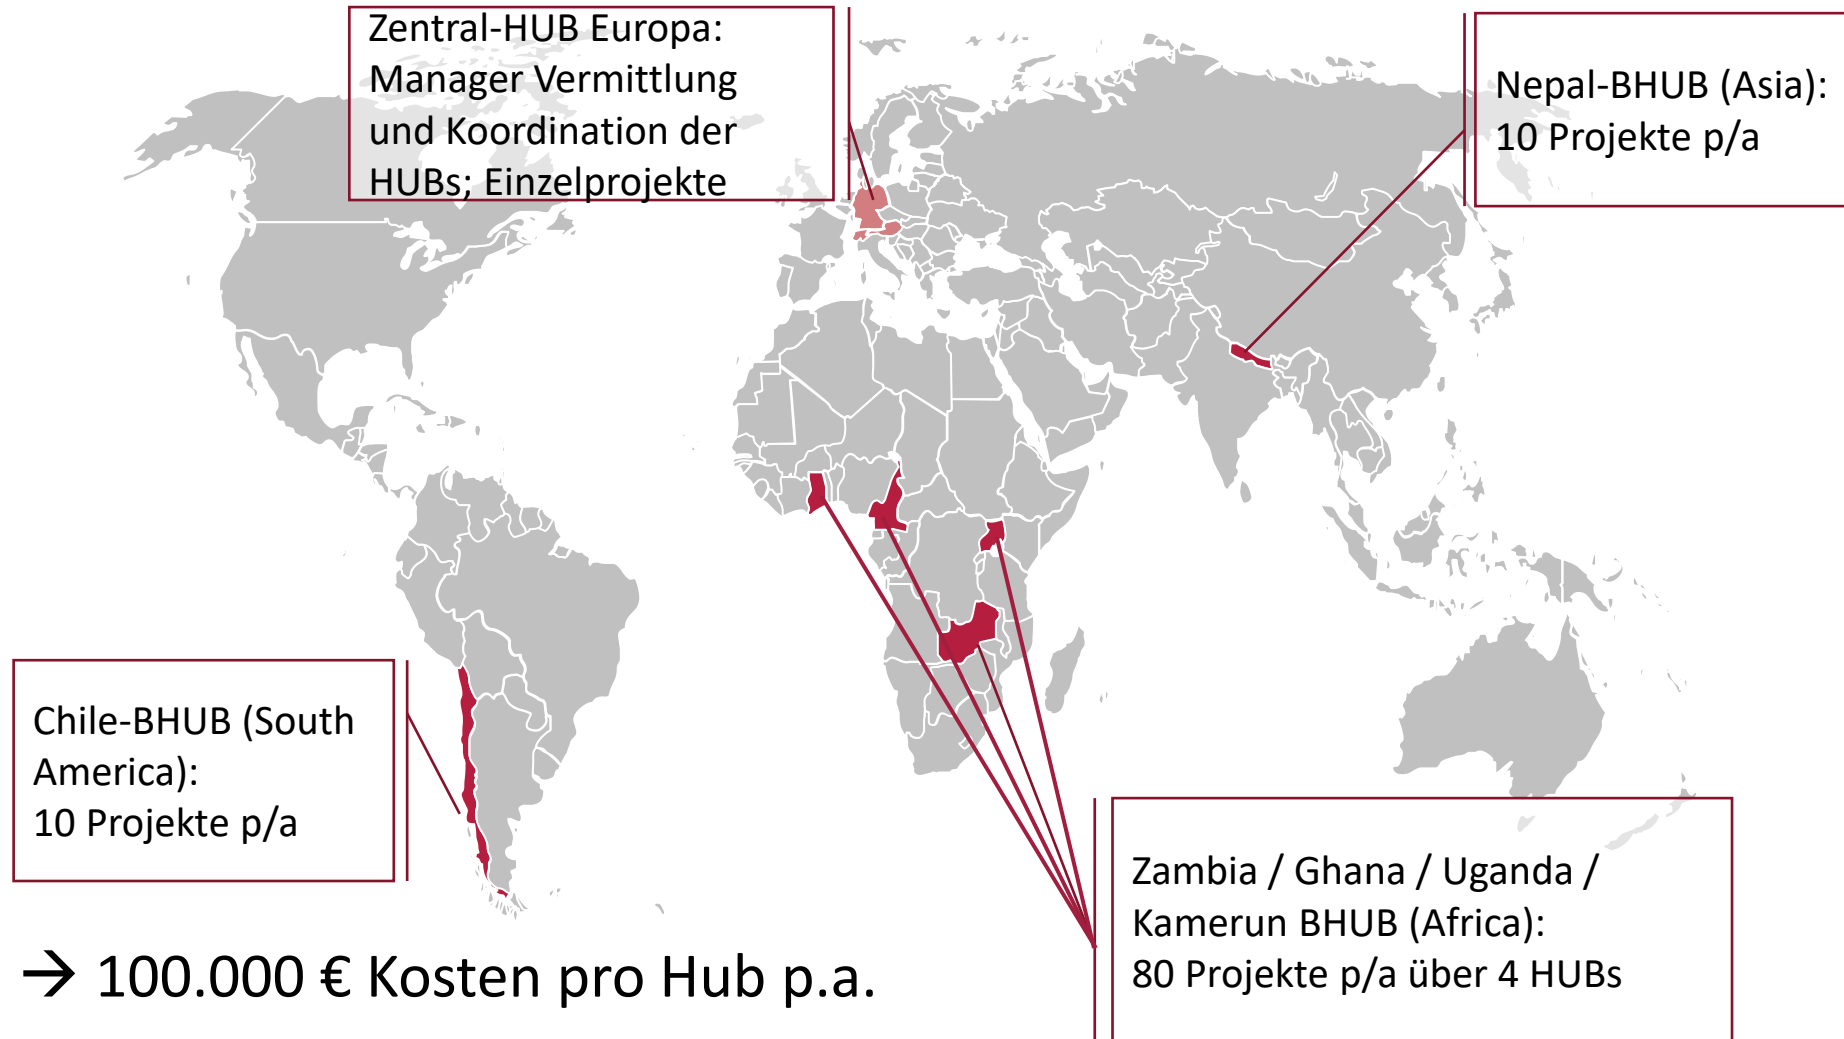 Zentral-HUB Europa:
Manager Vermittlung
und Koordination der
HUBs; Einzelprojekte
Nepal-BHUB (Asia):
10 Projekte p/a
Chile-BHUB (South
America):
10 Projekte p/a
Zambia / Ghana / Uganda /
Kamerun BHUB (Africa):
80 Projekte p/a über 4 HUBs
→ 100.000 € Kosten pro Hub p.a.